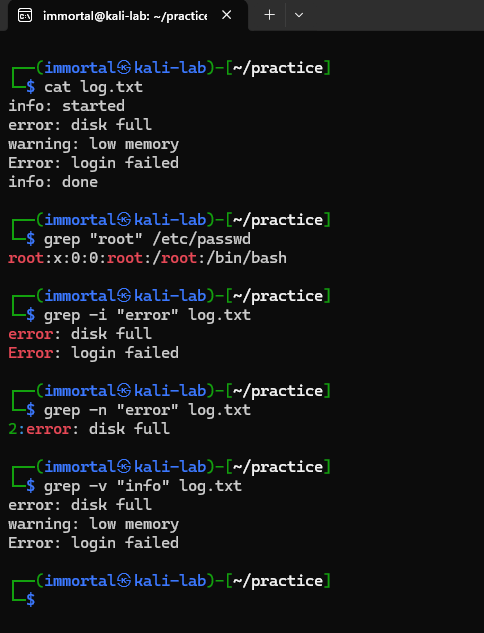 immortal@kali-lab: ~/practice
┌──(immortal㉿kali-lab)-[~/practice]
└─$ cat log.txt
info: started
error: disk full
warning: low memory
Error: login failed
info: done
┌──(immortal㉿kali-lab)-[~/practice]
└─$ grep "root" /etc/passwd
root:x:0:0:root:/root:/bin/bash
┌──(immortal㉿kali-lab)-[~/practice]
└─$ grep -i "error" log.txt
error: disk full
Error: login failed
┌──(immortal㉿kali-lab)-[~/practice]
└─$ grep -n "error" log.txt
2:error: disk full
┌──(immortal㉿kali-lab)-[~/practice]
└─$ grep -v "info" log.txt
error: disk full
warning: low memory
Error: login failed
┌──(immortal㉿kali-lab)-[~/practice]
└─$